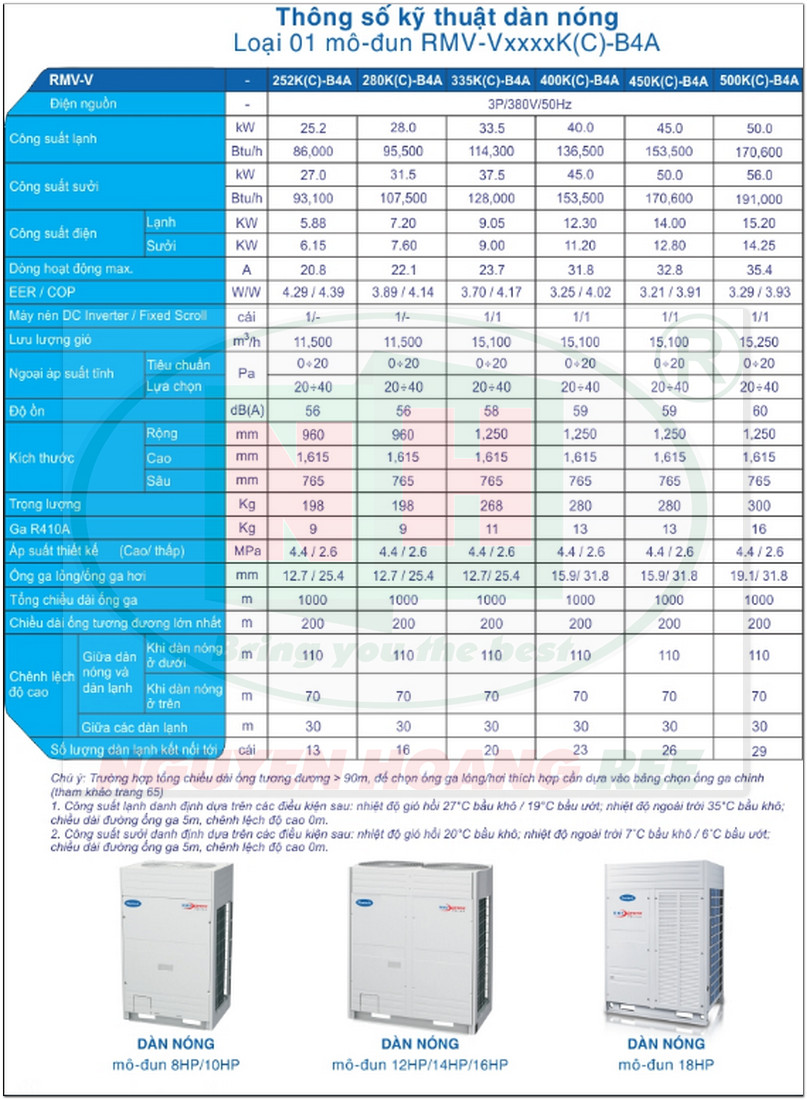 Thông số kỹ thuật dàn nóng
Loại 01 mô-đun RMV-VxxxxK(C)-B4A
RMV-V - 252K(C)-B4A 280K(C)-B4A 335K(C)-B4A 400K(C)-B4A 450K(C)-B4A 500K(C)-B4A
Điện nguồn - 3P/380V/50Hz
Công suất lạnh kW 25.2 28.0 33.5 40.0 45.0 50.0
Btu/h 86,000 95,500 114,300 136,500 153,500 170,600
Công suất sưởi kW 27.0 31.5 37.5 45.0 50.0 56.0
Btu/h 93,100 107,500 128,000 153,500 170,600 191,000
Công suất điện Lạnh KW 5.88 7.20 9.05 12.30 14.00 15.20
Sưởi KW 6.15 7.60 9.00 11.20 12.80 14.25
Dòng hoạt động max. A 20.8 22.1 23.7 31.8 32.8 35.4
EER / COP W/W 4.29 / 4.39 3.89 / 4.14 3.70 / 4.17 3.25 / 4.02 3.21 / 3.91 3.29 / 3.93
Máy nén DC Inverter / Fixed Scroll cái 1/- 1/- 1/1 1/1 1/1 1/1
Lưu lượng gió m³/h 11,500 11,500 15,100 15,100 15,100 15,250
Ngoại áp suất tĩnh Tiêu chuẩn Pa 0÷20 0÷20 0÷20 0÷20 0÷20 0÷20
Lựa chọn 20÷40 20÷40 20÷40 20÷40 20÷40 20÷40
Độ ồn dB(A) 56 56 58 59 59 60
Kích thước Rộng mm 960 960 1,250 1,250 1,250 1,250
Cao mm 1,615 1,615 1,615 1,615 1,615 1,615
Sâu mm 765 765 765 765 765 765
Trọng lượng Kg 198 198 268 280 280 300
Ga R410A Kg 9 9 11 13 13 16
Áp suất thiết kế (Cao/ thấp) MPa 4.4 / 2.6 4.4 / 2.6 4.4 / 2.6 4.4 / 2.6 4.4 / 2.6 4.4 / 2.6
Ống ga lỏng/ống ga hơi mm 12.7 / 25.4 12.7 / 25.4 12.7/ 25.4 15.9/ 31.8 15.9/ 31.8 19.1/ 31.8
Tổng chiều dài ống ga m 1000 1000 1000 1000 1000 1000
Chiều dài ống tương đương lớn nhất m 200 200 200 200 200 200
Chênh lệch độ cao Giữa dàn nóng và dàn lạnh Khi dàn nóng ở dưới m 110 110 110 110 110 110
Khi dàn nóng ở trên m 70 70 70 70 70 70
Giữa các dàn lạnh m 30 30 30 30 30 30
Số lượng dàn lạnh kết nối tới cái 13 16 20 23 26 29
NH
®
Bring you the best
NGUYEN HOANG REE
Chú ý: Trường hợp tổng chiều dài ống tương đương > 90m, để chọn ống ga lỏng/hơi thích hợp cần dựa vào bảng chọn ống ga chính
(tham khảo trang 65)
1. Công suất lạnh danh định dựa trên các điều kiện sau: nhiệt độ gió hồi 27°C bầu khô / 19°C bầu ướt; nhiệt độ ngoài trời 35°C bầu khô;
chiều dài đường ống ga 5m, chênh lệch độ cao 0m.
2. Công suất sưởi danh định dựa trên các điều kiện sau: nhiệt độ gió hồi 20°C bầu khô; nhiệt độ ngoài trời 7°C bầu khô / 6°C bầu ướt;
chiều dài đường ống ga 5m, chênh lệch độ cao 0m.
DÀN NÓNG
mô-đun 8HP/10HP
DÀN NÓNG
mô-đun 12HP/14HP/16HP
DÀN NÓNG
mô-đun 18HP